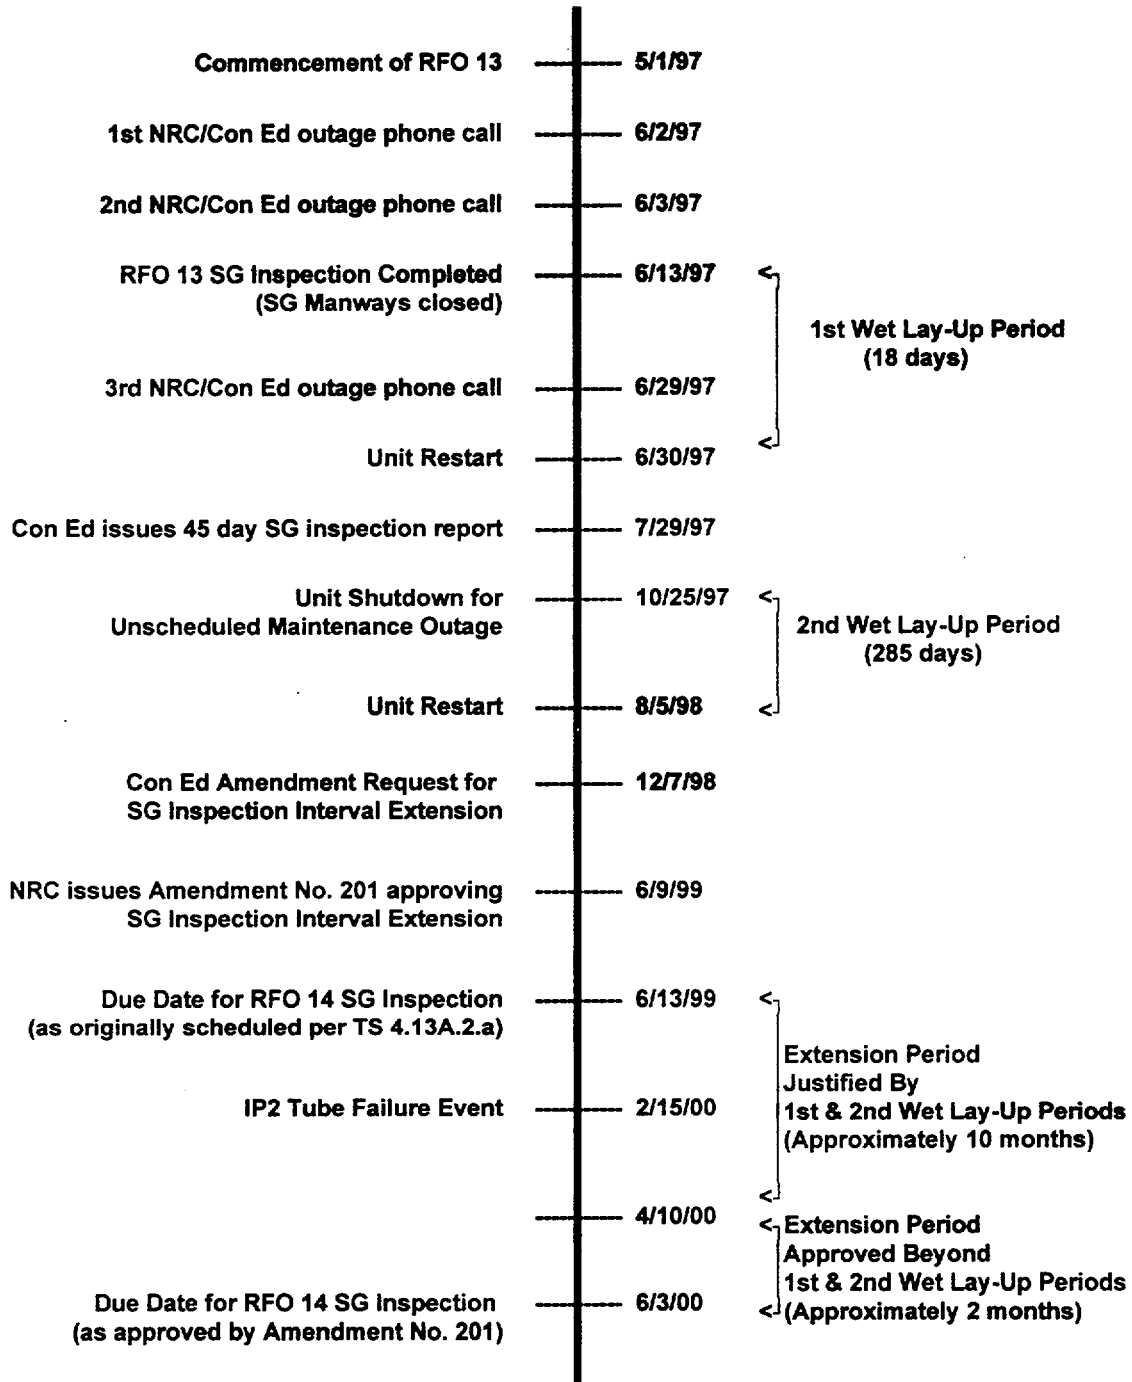 Commencement of RFO 13 5/1/97
1st NRC/Con Ed outage phone call 6/2/97
2nd NRC/Con Ed outage phone call 6/3/97
RFO 13 SG Inspection Completed 6/13/97
(SG Manways closed)
1st Wet Lay-Up Period
(18 days)
3rd NRC/Con Ed outage phone call 6/29/97
Unit Restart 6/30/97
Con Ed issues 45 day SG inspection report 7/29/97
Unit Shutdown for 10/25/97
Unscheduled Maintenance Outage
2nd Wet Lay-Up Period
(285 days)
Unit Restart 8/5/98
Con Ed Amendment Request for 12/7/98
SG Inspection Interval Extension
NRC issues Amendment No. 201 approving 6/9/99
SG Inspection Interval Extension
Due Date for RFO 14 SG Inspection 6/13/99
(as originally scheduled per TS 4.13A.2.a)
Extension Period
Justified By
1st & 2nd Wet Lay-Up Periods
(Approximately 10 months)
IP2 Tube Failure Event 2/15/00
4/10/00
Extension Period
Approved Beyond
1st & 2nd Wet Lay-Up Periods
(Approximately 2 months)
Due Date for RFO 14 SG Inspection 6/3/00
(as approved by Amendment No. 201)